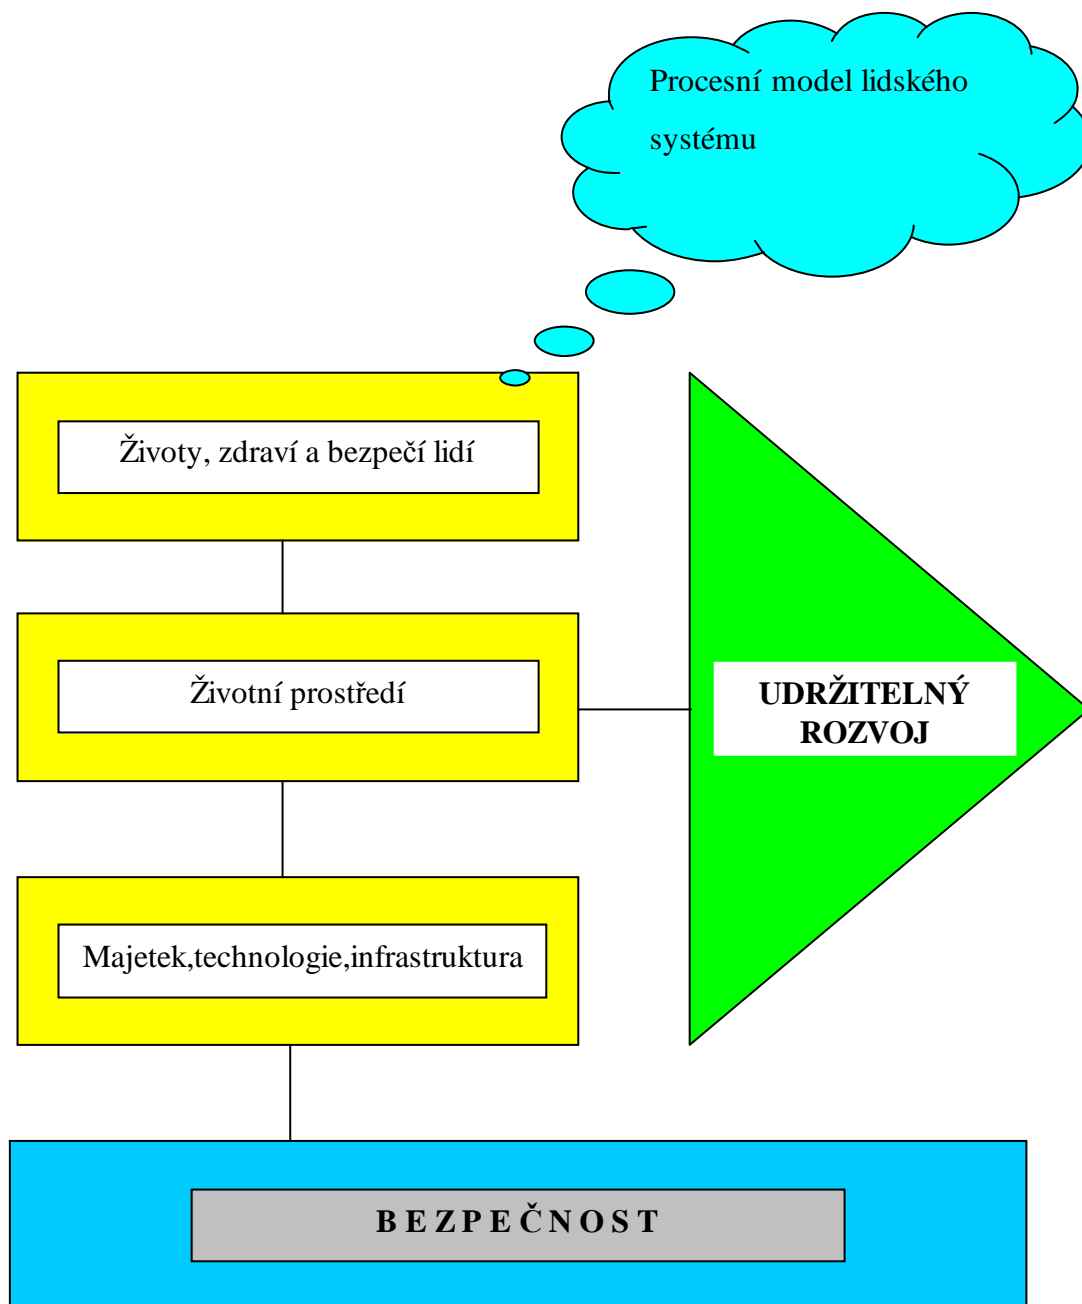 Procesní model lidského
systému
Životy, zdraví a bezpečí lidí
Životní prostředí
UDRŽITELNÝ
ROZVOJ
Majetek,technologie,infrastruktura
B E Z P E Č N O S T